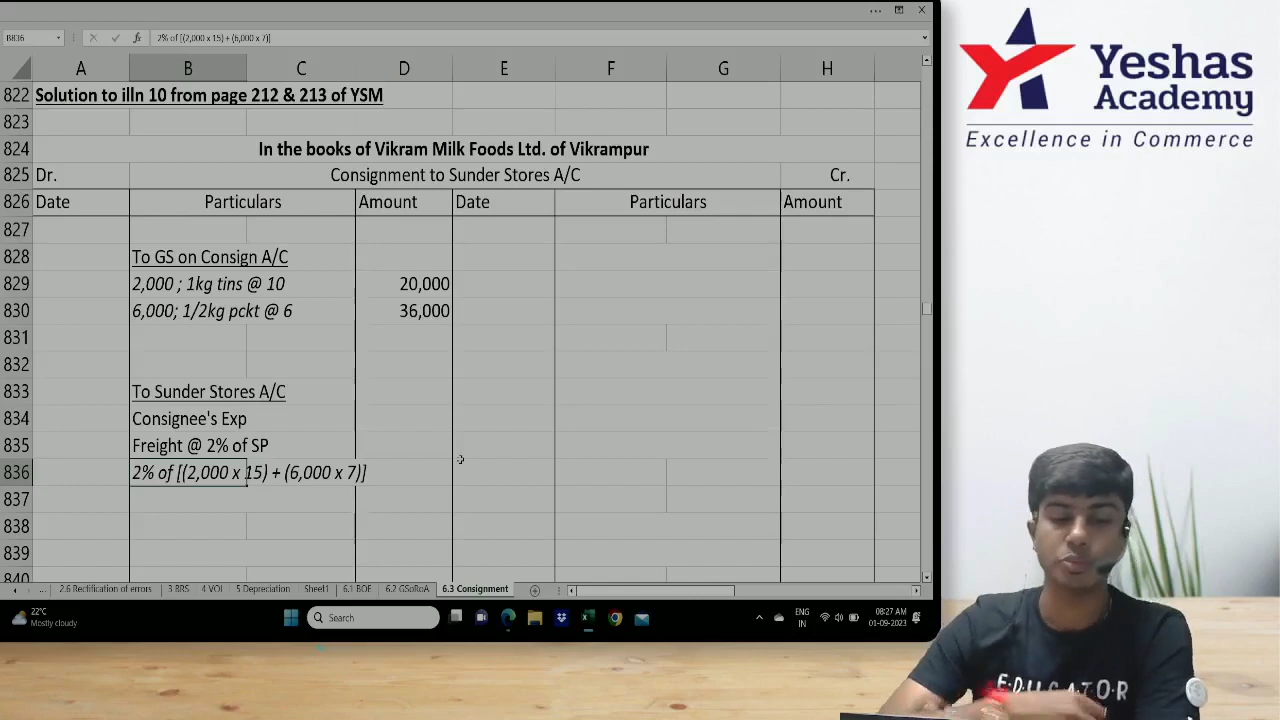 B836
fx
2% of [(2,000 x 15) + (6,000 x 7)]
A B C D E F G H
822 Solution to illn 10 from page 212 & 213 of YSM
823
824 In the books of Vikram Milk Foods Ltd. of Vikrampur
825 Dr. Consignment to Sunder Stores A/C Cr.
826 Date Particulars Amount Date Particulars Amount
827
828 To GS on Consign A/C
829 2,000 ; 1kg tins @ 10 20,000
830 6,000; 1/2kg pckt @ 6 36,000
831
832
833 To Sunder Stores A/C
834 Consignee's Exp
835 Freight @ 2% of SP
836 2% of [(2,000 x 15) + (6,000 x 7)]
837
838
839
840
... 2.6 Rectification of errors 3 BRS 4 VOI 5 Depreciation Sheet1 6.1 BOE 6.2 GSoRoA 6.3 Consignment
22°C
Mostly cloudy
Search
ENG
IN
08:27 AM
01-09-2023
Yeshas
Academy
Excellence in Commerce
EDUCATOR